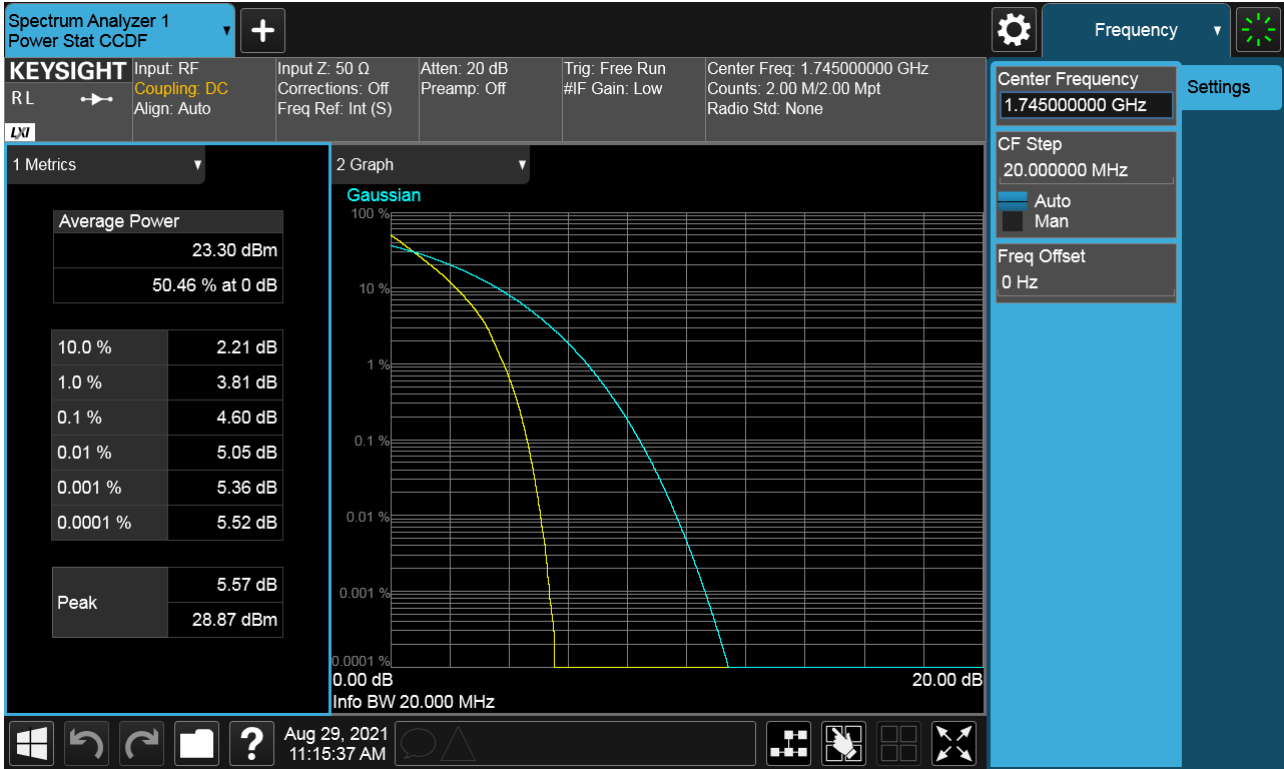 Spectrum Analyzer 1
Power Stat CCDF
Frequency
KEYSIGHT
R L
LXI
Input: RF
Coupling: DC
Align: Auto
Input Z: 50 Ω
Corrections: Off
Freq Ref: Int (S)
Atten: 20 dB
Preamp: Off
Trig: Free Run
#IF Gain: Low
Center Freq: 1.745000000 GHz
Counts: 2.00 M/2.00 Mpt
Radio Std: None
Center Frequency
1.745000000 GHz
Settings
CF Step
20.000000 MHz
Auto
Man
Freq Offset
0 Hz
1 Metrics
Average Power
23.30 dBm
50.46 % at 0 dB
10.0 % 2.21 dB
1.0 % 3.81 dB
0.1 % 4.60 dB
0.01 % 5.05 dB
0.001 % 5.36 dB
0.0001 % 5.52 dB
Peak
5.57 dB
28.87 dBm
2 Graph
Gaussian
100 %
10 %
1 %
0.1 %
0.01 %
0.001 %
0.0001 %
0.00 dB 20.00 dB
Info BW 20.000 MHz
?
Aug 29, 2021
11:15:37 AM